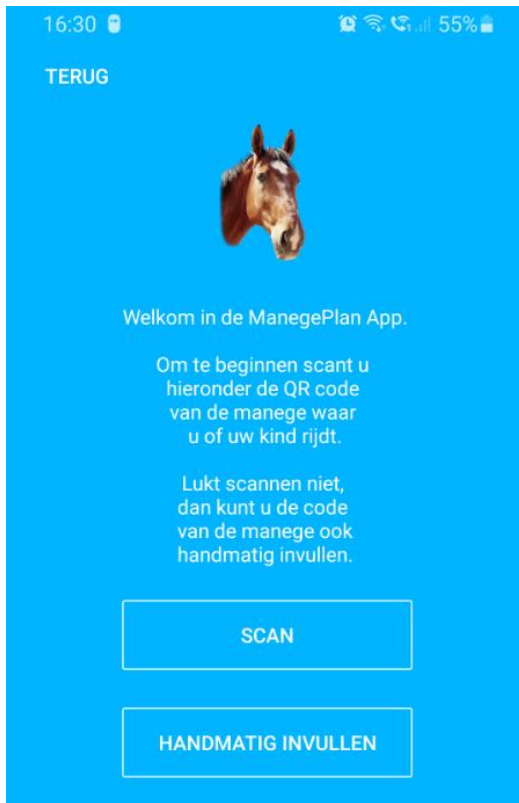 16:30 55%
TERUG
Welkom in de ManegePlan App.
Om te beginnen scant u
hieronder de QR code
van de manege waar
u of uw kind rijdt.
Lukt scannen niet,
dan kunt u de code
van de manege ook
handmatig invullen.
SCAN
HANDMATIG INVULLEN